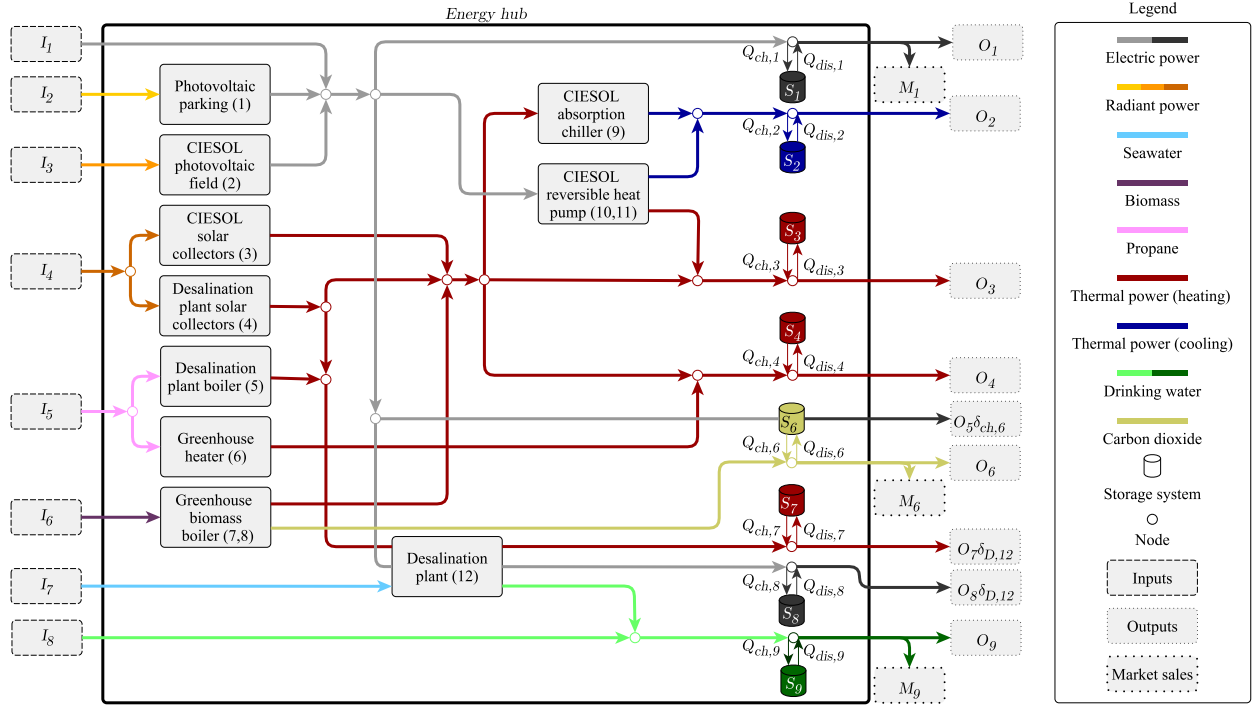 Energy hub
I1
I2
I3
I4
I5
I6
I7
I8
Photovoltaic
parking (1)
CIESOL
photovoltaic
field (2)
CIESOL
solar
collectors (3)
Desalination
plant solar
collectors (4)
Desalination
plant boiler (5)
Greenhouse
heater (6)
Greenhouse
biomass
boiler (7,8)
Desalination
plant (12)
CIESOL
absorption
chiller (9)
CIESOL
reversible heat
pump (10,11)
Qch,1 Qdis,1
S1
Qch,2 Qdis,2
S2
S3
Qch,3 Qdis,3
S4
Qch,4 Qdis,4
S6
Qch,6 Qdis,6
S7
Qch,7 Qdis,7
Qch,8 Qdis,8
S8
Qch,9 Qdis,9
S9
O1
M1
O2
O3
O4
O5δch,6
O6
M6
O7δD,12
O8δD,12
O9
M9
Legend
Electric power
Radiant power
Seawater
Biomass
Propane
Thermal power (heating)
Thermal power (cooling)
Drinking water
Carbon dioxide
Storage system
Node
Inputs
Outputs
Market sales